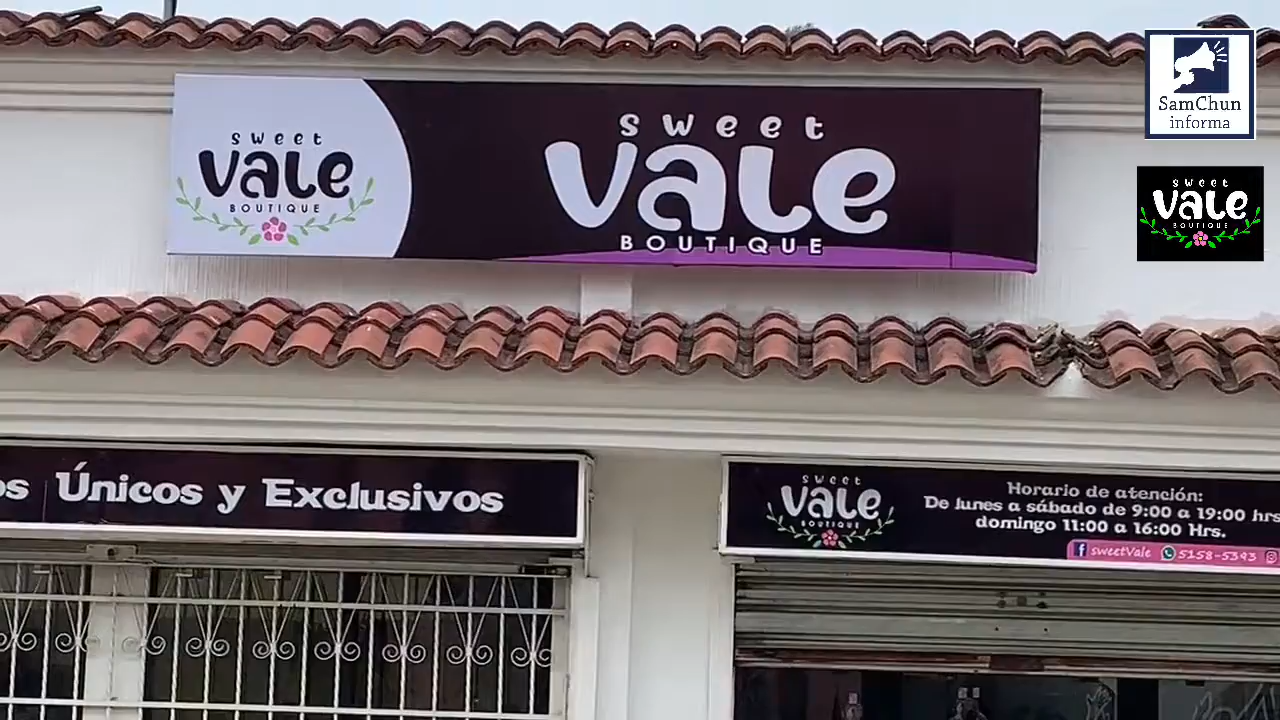 sweet
vale
BOUTIQUE
sweet
vale
BOUTIQUE
SamChun
informa
sweet
vale
BOUTIQUE
os Únicos y Exclusivos
sweet
vale
BOUTIQUE
Horario de atención:
De lunes a sábado de 9:00 a 19:00 hrs
domingo 11:00 a 16:00 Hrs.
sweetVale 5158-5393